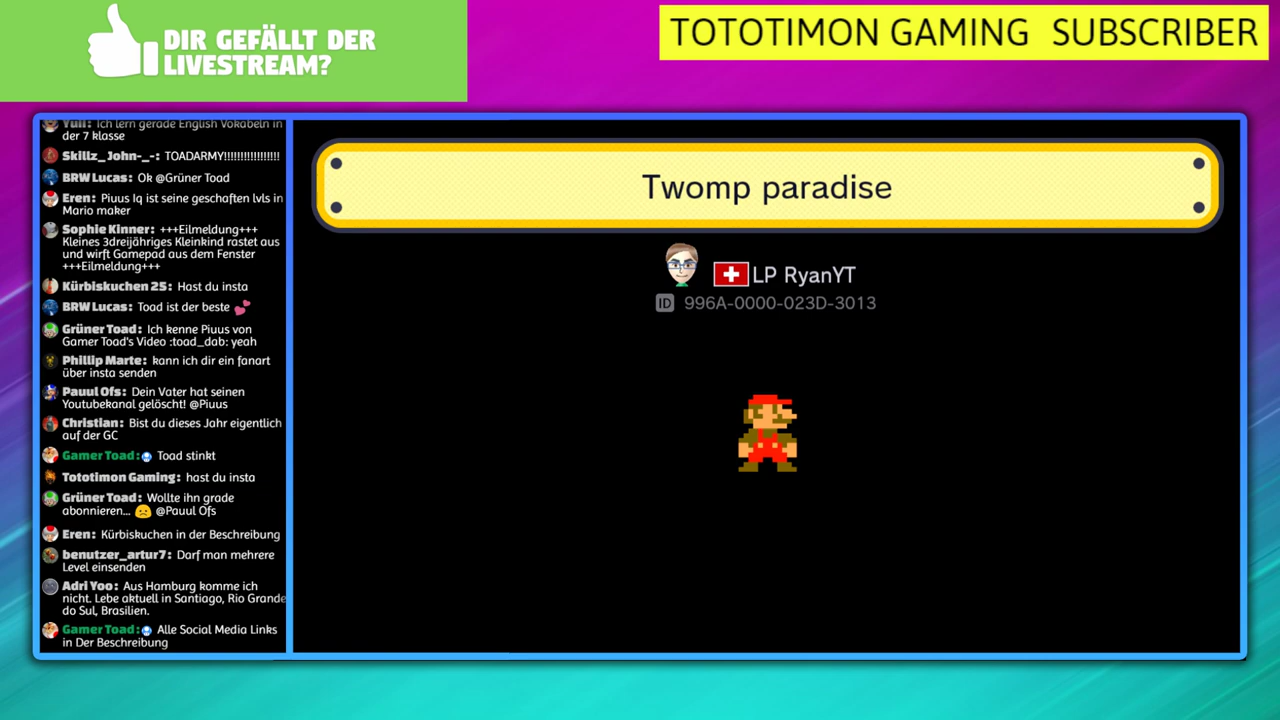 DIR GEFÄLLT DER
LIVESTREAM?
TOTOTIMON GAMING SUBSCRIBER
Yuii: Ich lern gerade English Vokabeln in
der 7 klasse
Skillz_John-_-: TOADARMY!!!!!!!!!!!!!!!!!!
BRW Lucas: Ok @Grüner Toad
Eren: Piuus Iq ist seine geschaften lvls in
Mario maker
Sophie Kinner: +++Eilmeldung+++
Kleines 3dreijähriges Kleinkind rastet aus
und wirft Gamepad aus dem Fenster
+++Eilmeldung+++
Kürbiskuchen 25: Hast du insta
BRW Lucas: Toad ist der beste 💕
Grüner Toad: Ich kenne Piuus von
Gamer Toad's Video :toad_dab: yeah
Phillip Marte: kann ich dir ein fanart
über insta senden
Pauul Ofs: Dein Vater hat seinen
Youtubekanal gelöscht! @Piuus
Christian: Bist du dieses Jahr eigentlich
auf der GC
Gamer Toad: Toad stinkt
Tototimon Gaming: hast du insta
Grüner Toad: Wollte ihn grade
abonnieren... 🙁 @Pauul Ofs
Eren: Kürbiskuchen in der Beschreibung
benutzer_artur7: Darf man mehrere
Level einsenden
Adri Yoo: Aus Hamburg komme ich
nicht. Lebe aktuell in Santiago, Rio Grande
do Sul, Brasilien.
Gamer Toad: Alle Social Media Links
in Der Beschreibung
Twomp paradise
LP RyanYT
ID 996A-0000-023D-3013